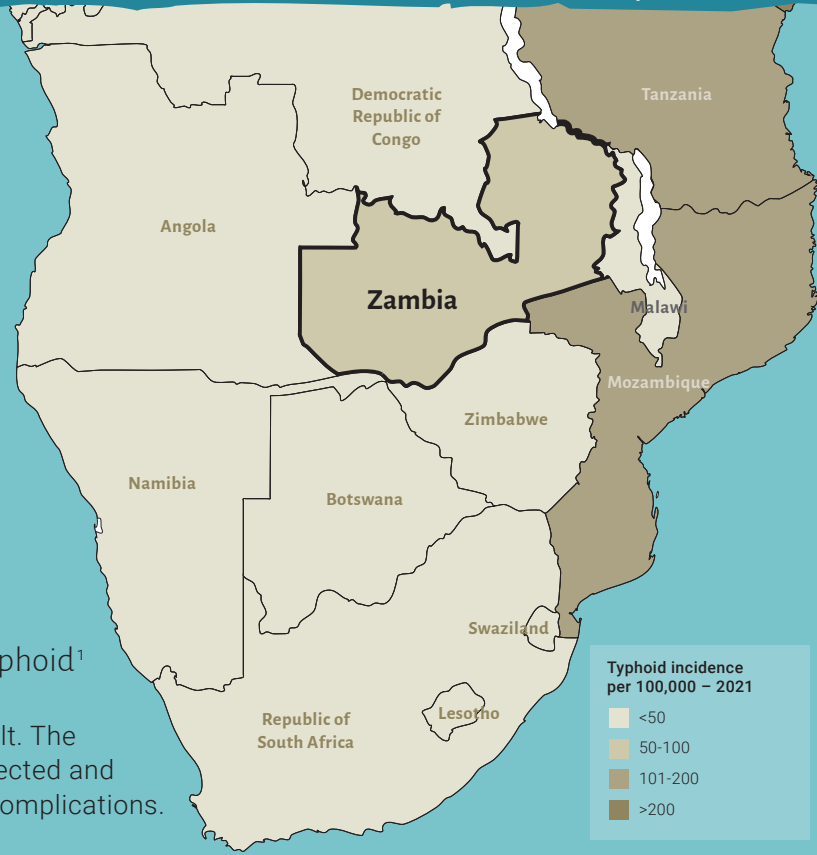 Democratic
Republic of
Congo
Tanzania
Angola
Zambia
Malawi
Mozambique
Zimbabwe
Namibia
Botswana
Swaziland
Lesotho
Republic of
South Africa
phoid¹
lt. The
ected and
omplications.
Typhoid incidence
per 100,000 – 2021
<50
50-100
101-200
>200